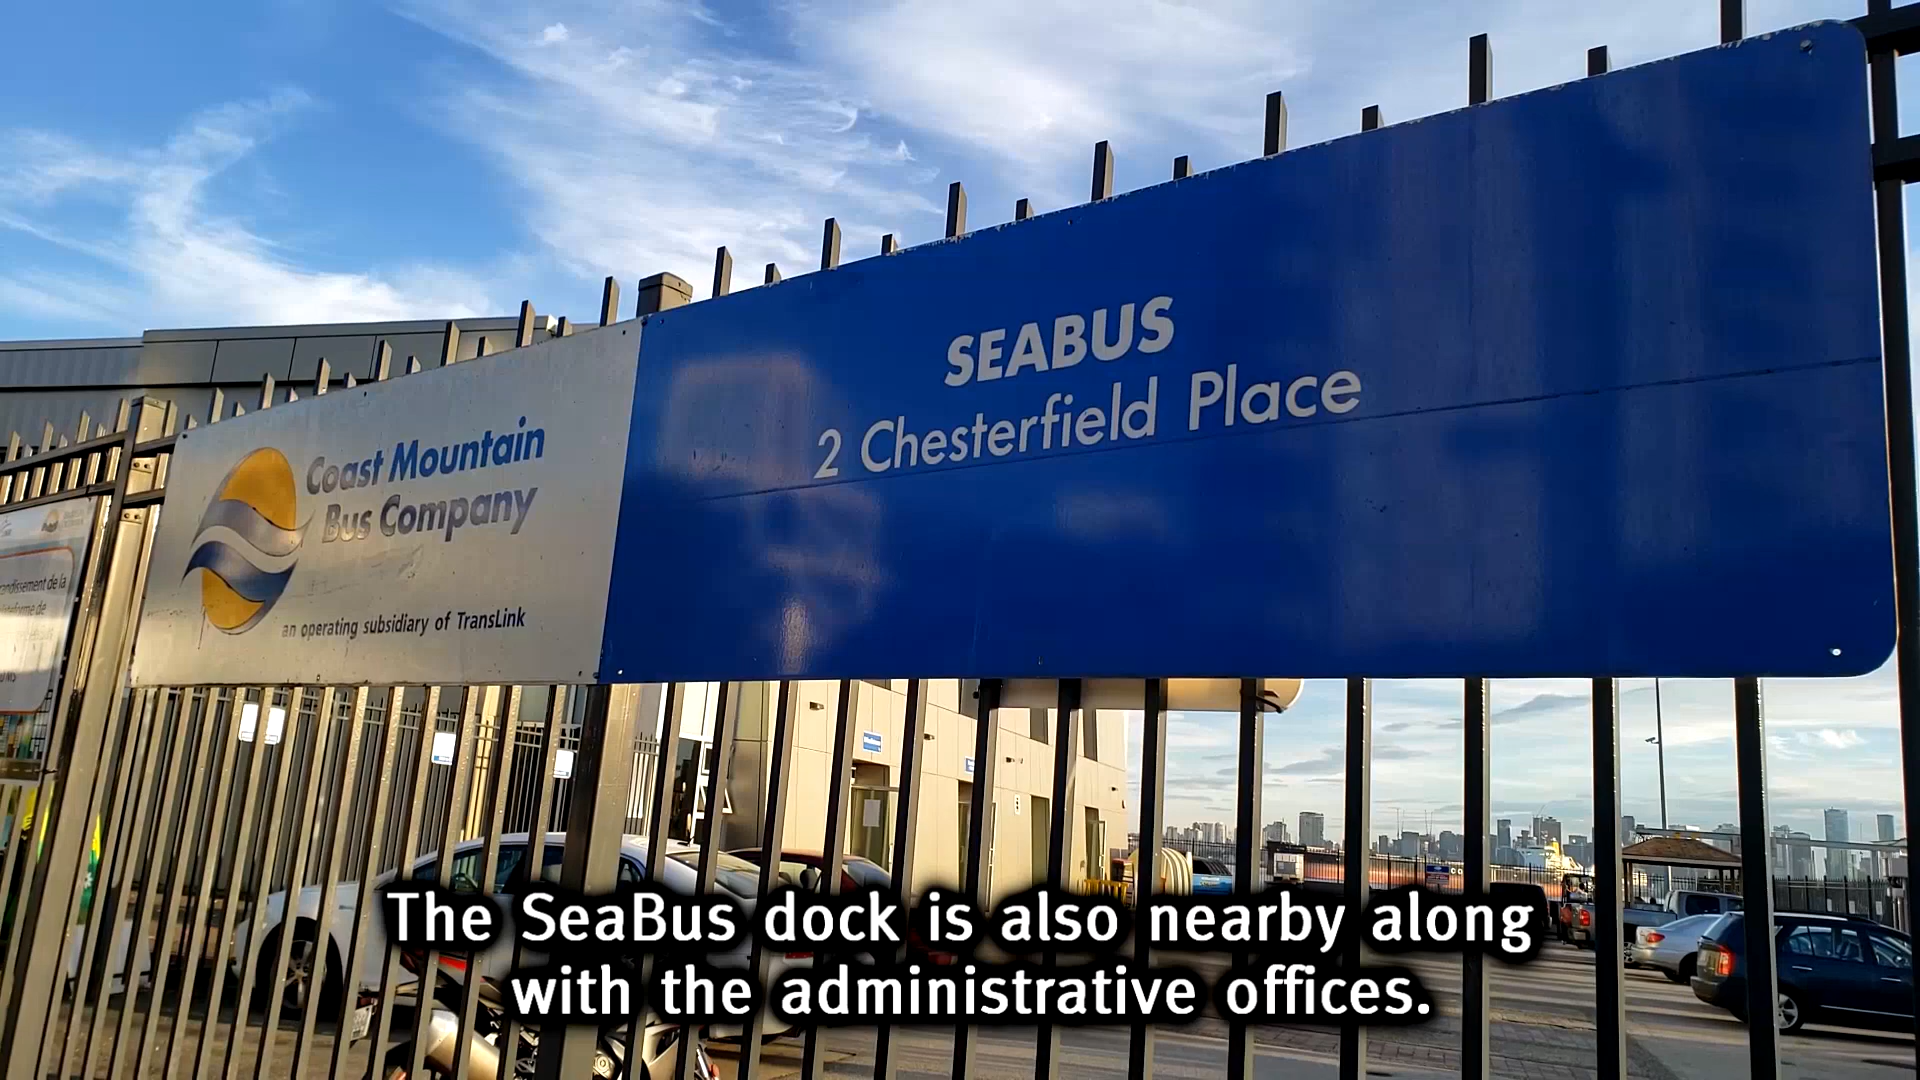 SEABUS
2 Chesterfield Place
Coast Mountain
Bus Company
an operating subsidiary of TransLink
The SeaBus dock is also nearby along
with the administrative offices.